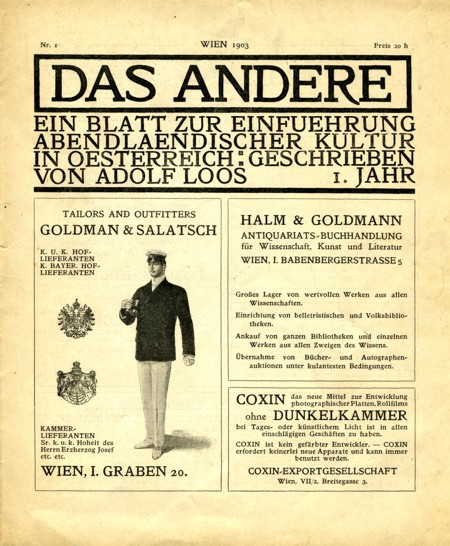 Nr. 1 WIEN 1903 Preis 20 h
DAS ANDERE
EIN BLATT ZUR EINFUEHRUNG
ABENDLAENDISCHER KULTUR
IN OESTERREICH: GESCHRIEBEN
VON ADOLF LOOS 1. JAHR
TAILORS AND OUTFITTERS
GOLDMAN & SALATSCH
K. U. K. HOF-
LIEFERANTEN
K. BAYER. HOF-
LIEFERANTEN
KAMMER-
LIEFERANTEN
Sr. k. u. k. Hoheit des
Herrn Erzherzog Josef
etc. etc.
WIEN, I. GRABEN 20.
HALM & GOLDMANN
ANTIQUARIATS-BUCHHANDLUNG
für Wissenschaft, Kunst und Literatur
WIEN, I. BABENBERGERSTRASSE 5
Großes Lager von wertvollen Werken aus allen
Wissenschaften.
Einrichtung von belletristischen und Volksbiblio-
theken.
Ankauf von ganzen Bibliotheken und einzelnen
Werken aus allen Zweigen des Wissens.
Übernahme von Bücher- und Autographen-
auktionen unter kulantesten Bedingungen.
COXIN das neue Mittel zur Entwicklung
photographischer Platten, Rollfilms
ohne DUNKELKAMMER
bei Tages- oder künstlichem Licht ist in allen
einschlägigen Geschäften zu haben.
COXIN ist kein gefärbter Entwickler. — COXIN
erfordert keinerlei neue Apparate und kann immer
benutzt werden.
COXIN-EXPORTGESELLSCHAFT
Wien, VII/2, Breitegasse 3.